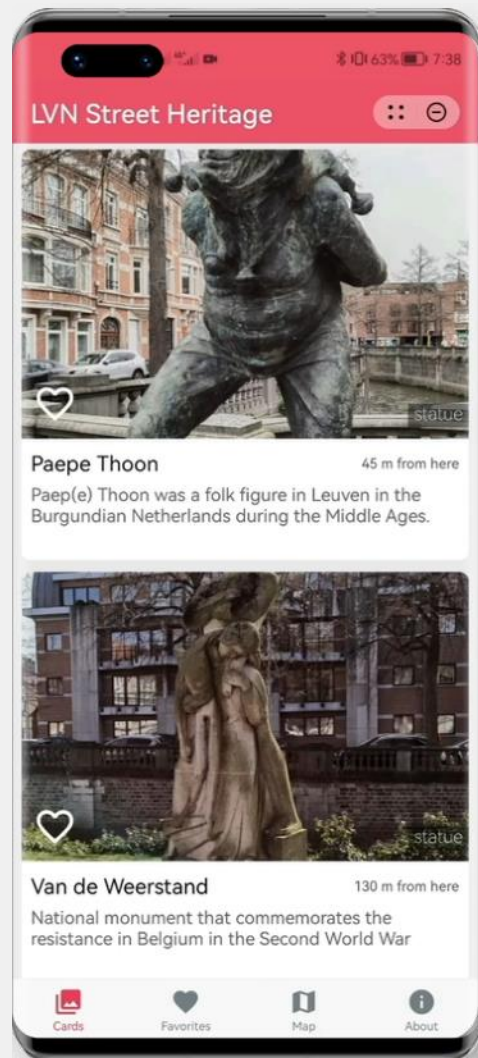 63% 7:38
LVN Street Heritage
statue
Paepe Thoon 45 m from here
Paep(e) Thoon was a folk figure in Leuven in the
Burgundian Netherlands during the Middle Ages.
statue
Van de Weerstand 130 m from here
National monument that commemorates the
resistance in Belgium in the Second World War
Cards Favorites Map About